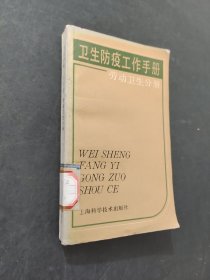 卫生防疫工作手册
劳动卫生分册
WEI SHENG
FANG YI
GONG ZUO
SHOU CE
上海科学技术出版社